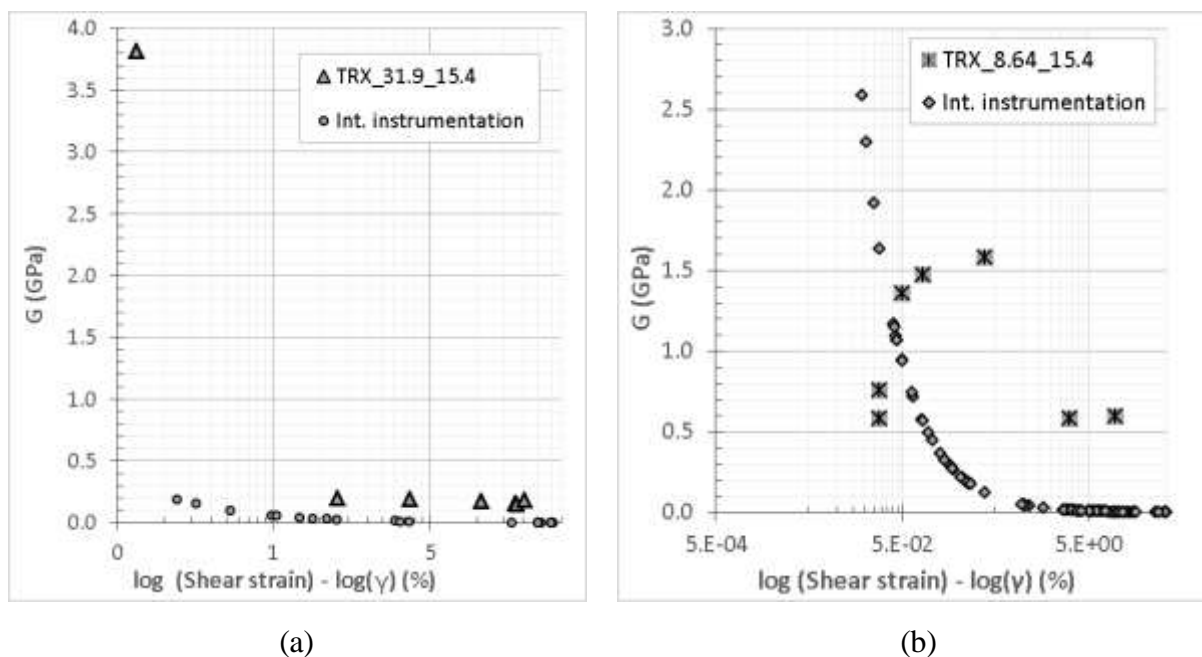 4.0
3.5
3.0
2.5
2.0
1.5
1.0
0.5
0.0
G (GPa)
TRX_31.9_15.4
Int. instrumentation
0 1 5
log (Shear strain) - log(γ) (%)
(a)
3.0
2.5
2.0
1.5
1.0
0.5
0.0
G (GPa)
TRX_8.64_15.4
Int. instrumentation
5.E-04 5.E-02 5.E+00
log (Shear strain) - log(γ) (%)
(b)